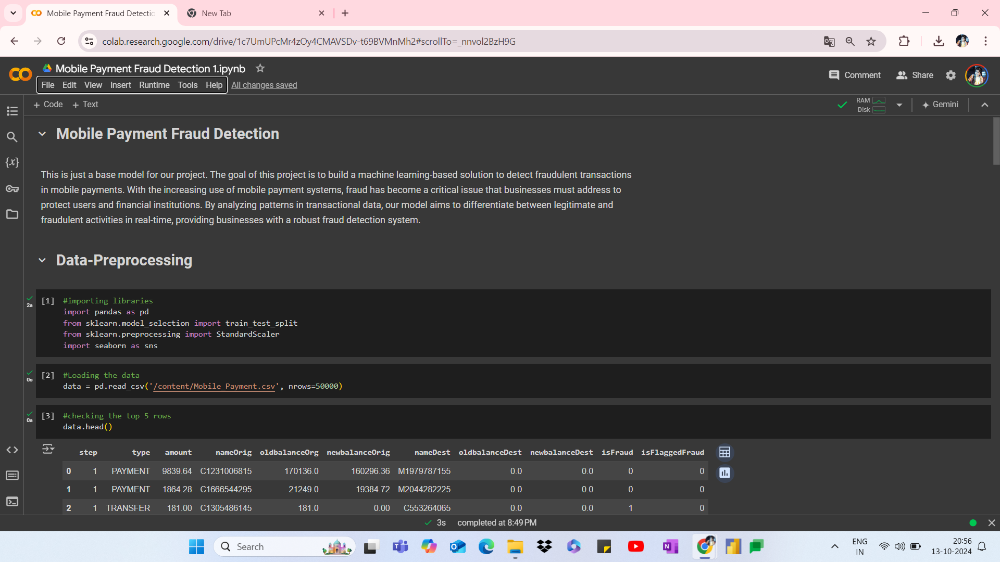 Mobile Payment Fraud Detectio
New Tab
colab.research.google.com/drive/1c7UmUPcMr4zOy4CMAVSDv-t69BVMnMh2#scrollTo=_nnvol2BzH9G
Mobile Payment Fraud Detection 1.ipynb
File Edit View Insert Runtime Tools Help All changes saved
Comment Share
+ Code + Text
RAM
Disk
Gemini
Mobile Payment Fraud Detection
This is just a base model for our project. The goal of this project is to build a machine learning-based solution to detect fraudulent transactions
in mobile payments. With the increasing use of mobile payment systems, fraud has become a critical issue that businesses must address to
protect users and financial institutions. By analyzing patterns in transactional data, our model aims to differentiate between legitimate and
fraudulent activities in real-time, providing businesses with a robust fraud detection system.
Data-Preprocessing
2s [1] #importing libraries
import pandas as pd
from sklearn.model_selection import train_test_split
from sklearn.preprocessing import StandardScaler
import seaborn as sns
0s [2] #Loading the data
data = pd.read_csv('/content/Mobile_Payment.csv', nrows=50000)
0s [3] #checking the top 5 rows
data.head()
step type amount nameOrig oldbalanceOrg newbalanceOrig nameDest oldbalanceDest newbalanceDest isFraud isFlaggedFraud
0 1 PAYMENT 9839.64 C1231006815 170136.0 160296.36 M1979787155 0.0 0.0 0 0
1 1 PAYMENT 1864.28 C1666544295 21249.0 19384.72 M2044282225 0.0 0.0 0 0
2 1 TRANSFER 181.00 C1305486145 181.0 0.00 C553264065 0.0 0.0 1 0
3s completed at 8:49 PM
Search
ENG
IN
20:56
13-10-2024